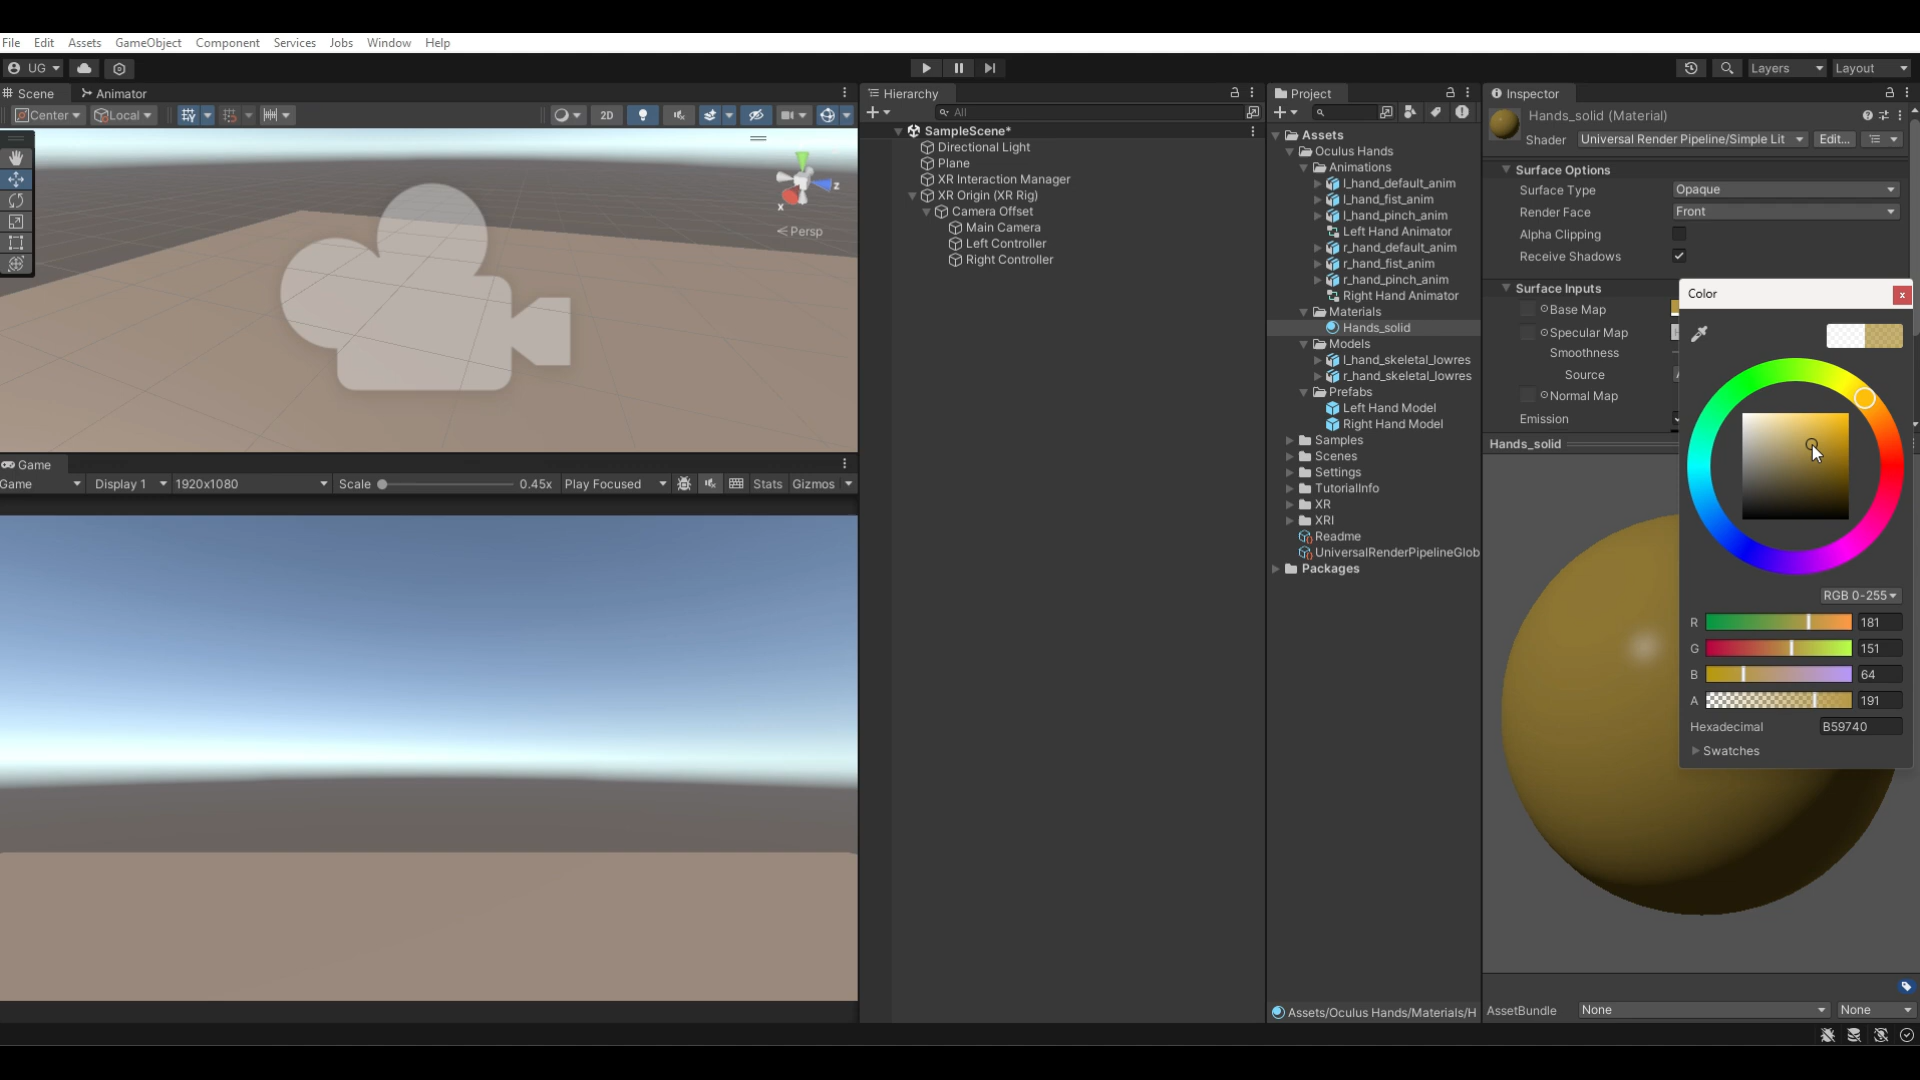 File Edit Assets GameObject Component Services Jobs Window Help
UG Layers Layout
Scene Animator
Center Local 2D
x z
Persp
Game
Game Display 1 1920x1080 Scale 0.45x Play Focused Stats Gizmos
Hierarchy
All
SampleScene*
Directional Light
Plane
XR Interaction Manager
XR Origin (XR Rig)
Camera Offset
Main Camera
Left Controller
Right Controller
Project
Assets
Oculus Hands
Animations
l_hand_default_anim
l_hand_fist_anim
l_hand_pinch_anim
Left Hand Animator
r_hand_default_anim
r_hand_fist_anim
r_hand_pinch_anim
Right Hand Animator
Materials
Hands_solid
Models
l_hand_skeletal_lowres
r_hand_skeletal_lowres
Prefabs
Left Hand Model
Right Hand Model
Samples
Scenes
Settings
TutorialInfo
XR
XRI
Readme
UniversalRenderPipelineGlob
Packages
Assets/Oculus Hands/Materials/H
Inspector
Hands_solid (Material)
Shader Universal Render Pipeline/Simple Lit Edit...
Surface Options
Surface Type Opaque
Render Face Front
Alpha Clipping
Receive Shadows
Surface Inputs
Base Map
Specular Map
Smoothness
Source
Normal Map
Emission
Hands_solid
Color x
RGB 0-255
R 181
G 151
B 64
A 191
Hexadecimal B59740
Swatches
AssetBundle None None